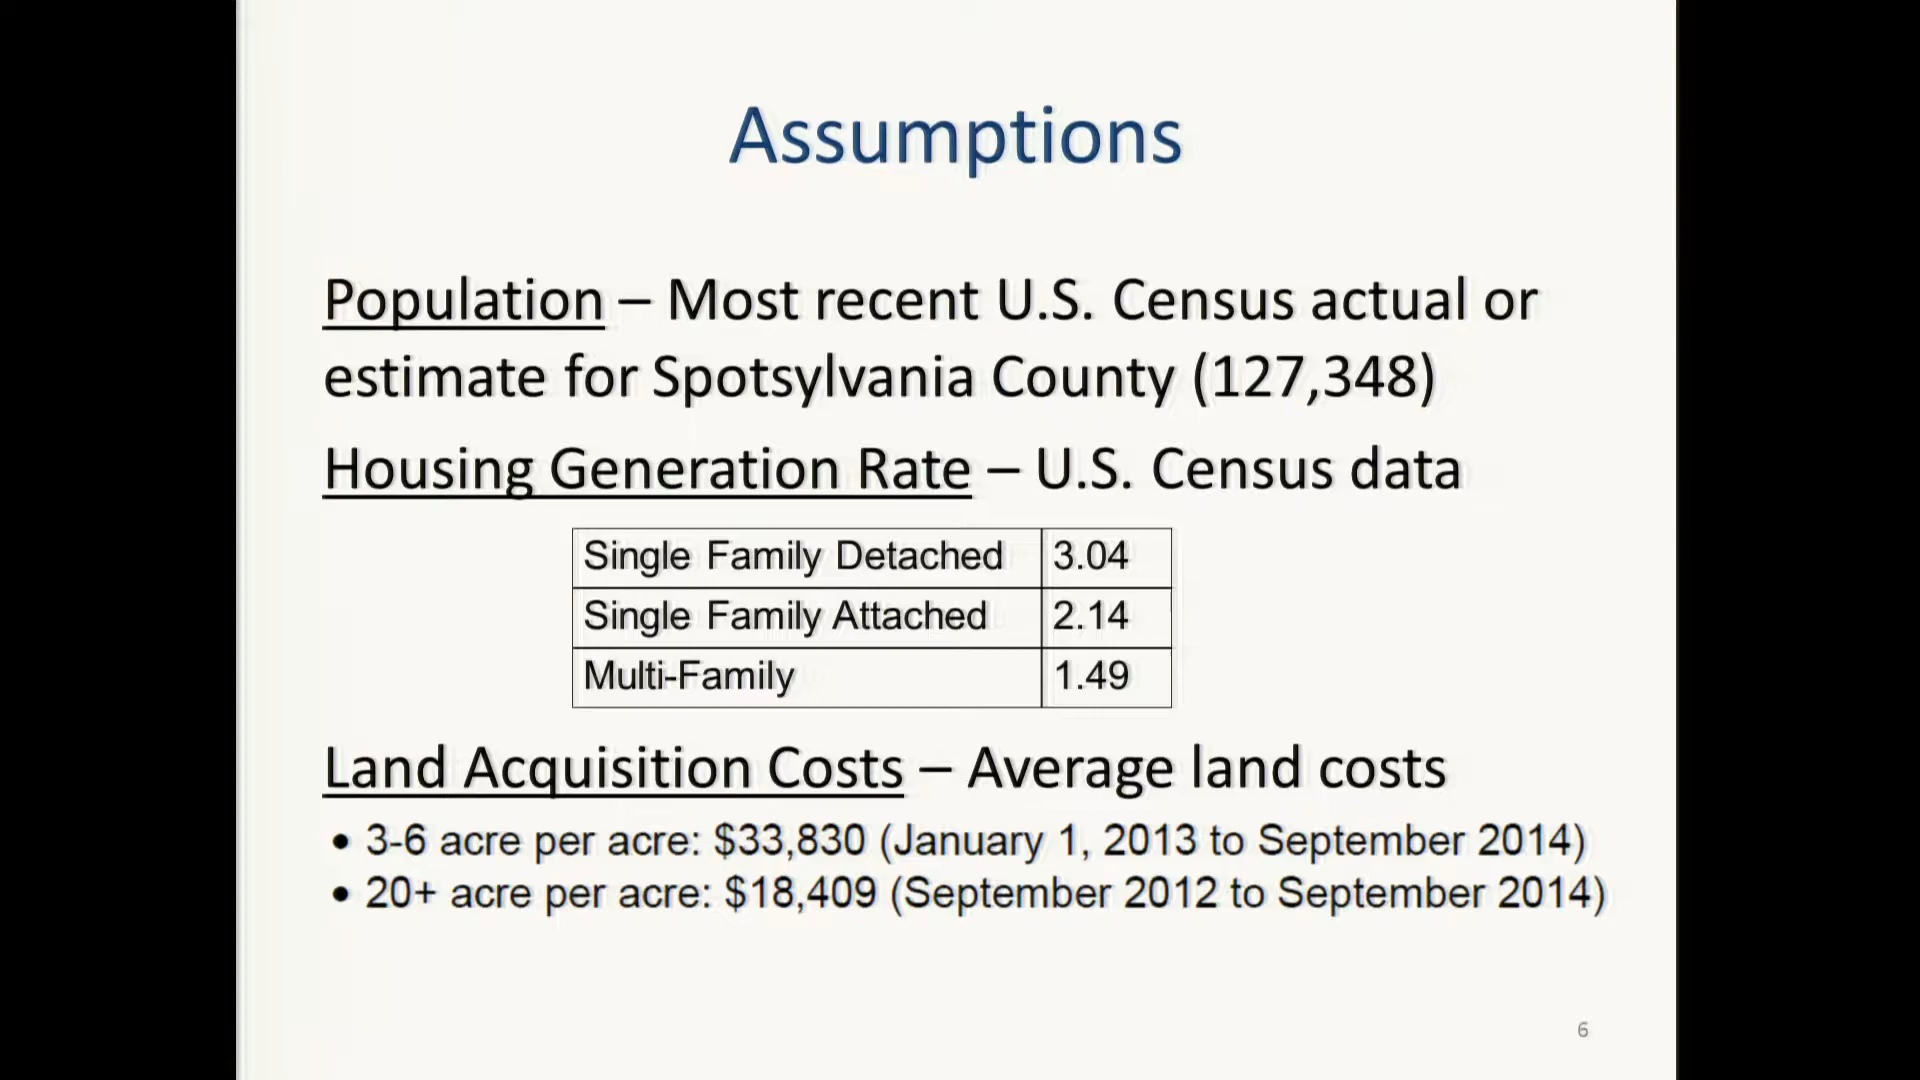 Assumptions
Population – Most recent U.S. Census actual or
estimate for Spotsylvania County (127,348)
Housing Generation Rate – U.S. Census data
Single Family Detached 3.04
Single Family Attached 2.14
Multi-Family 1.49
Land Acquisition Costs – Average land costs
• 3-6 acre per acre: $33,830 (January 1, 2013 to September 2014)
• 20+ acre per acre: $18,409 (September 2012 to September 2014)
6